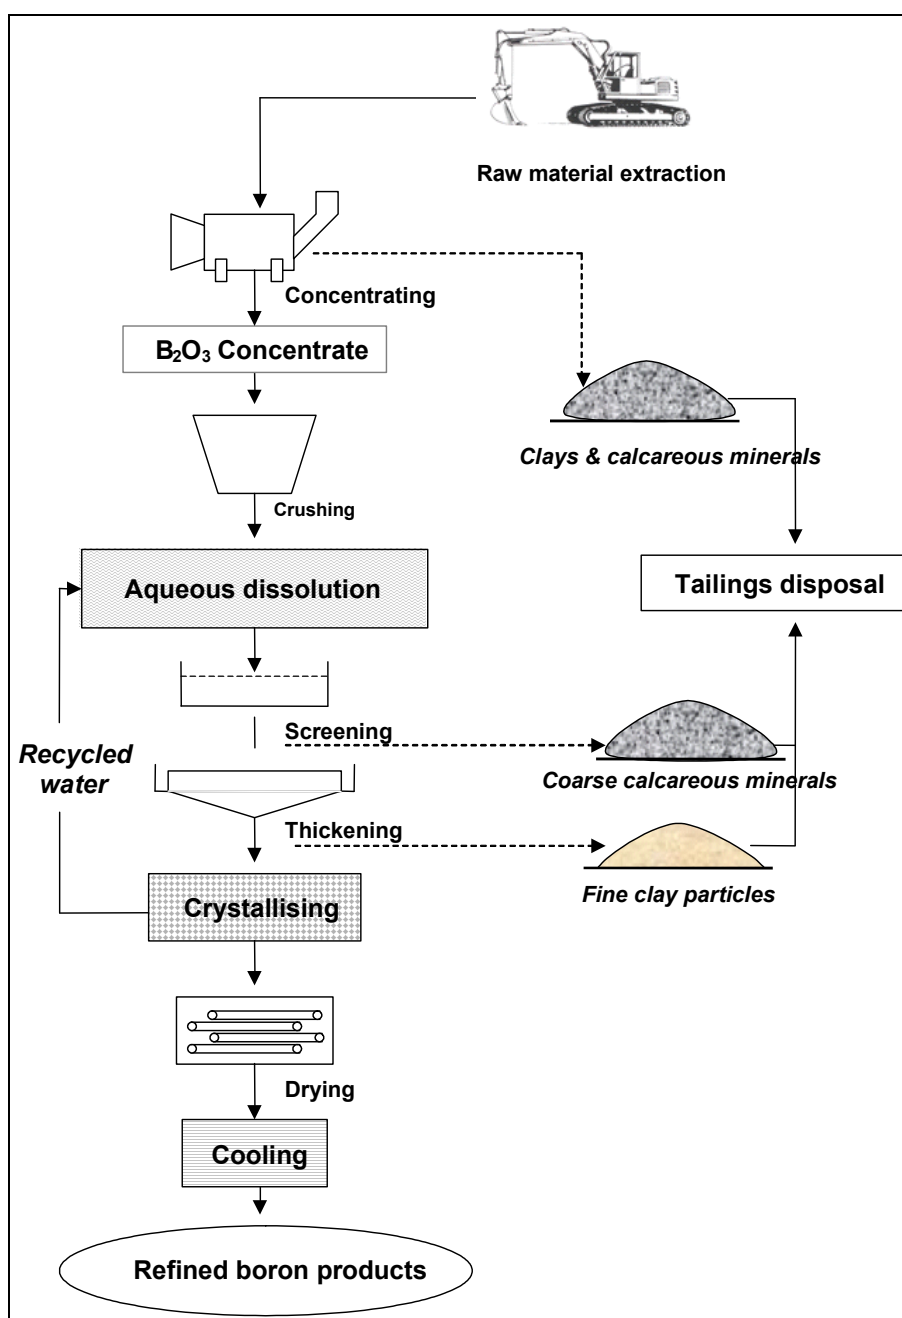 Raw material extraction
Concentrating
B₂O₃ Concentrate
Clays & calcareous minerals
Crushing
Aqueous dissolution
Tailings disposal
Screening
Recycled
water
Coarse calcareous minerals
Thickening
Fine clay particles
Crystallising
Drying
Cooling
Refined boron products